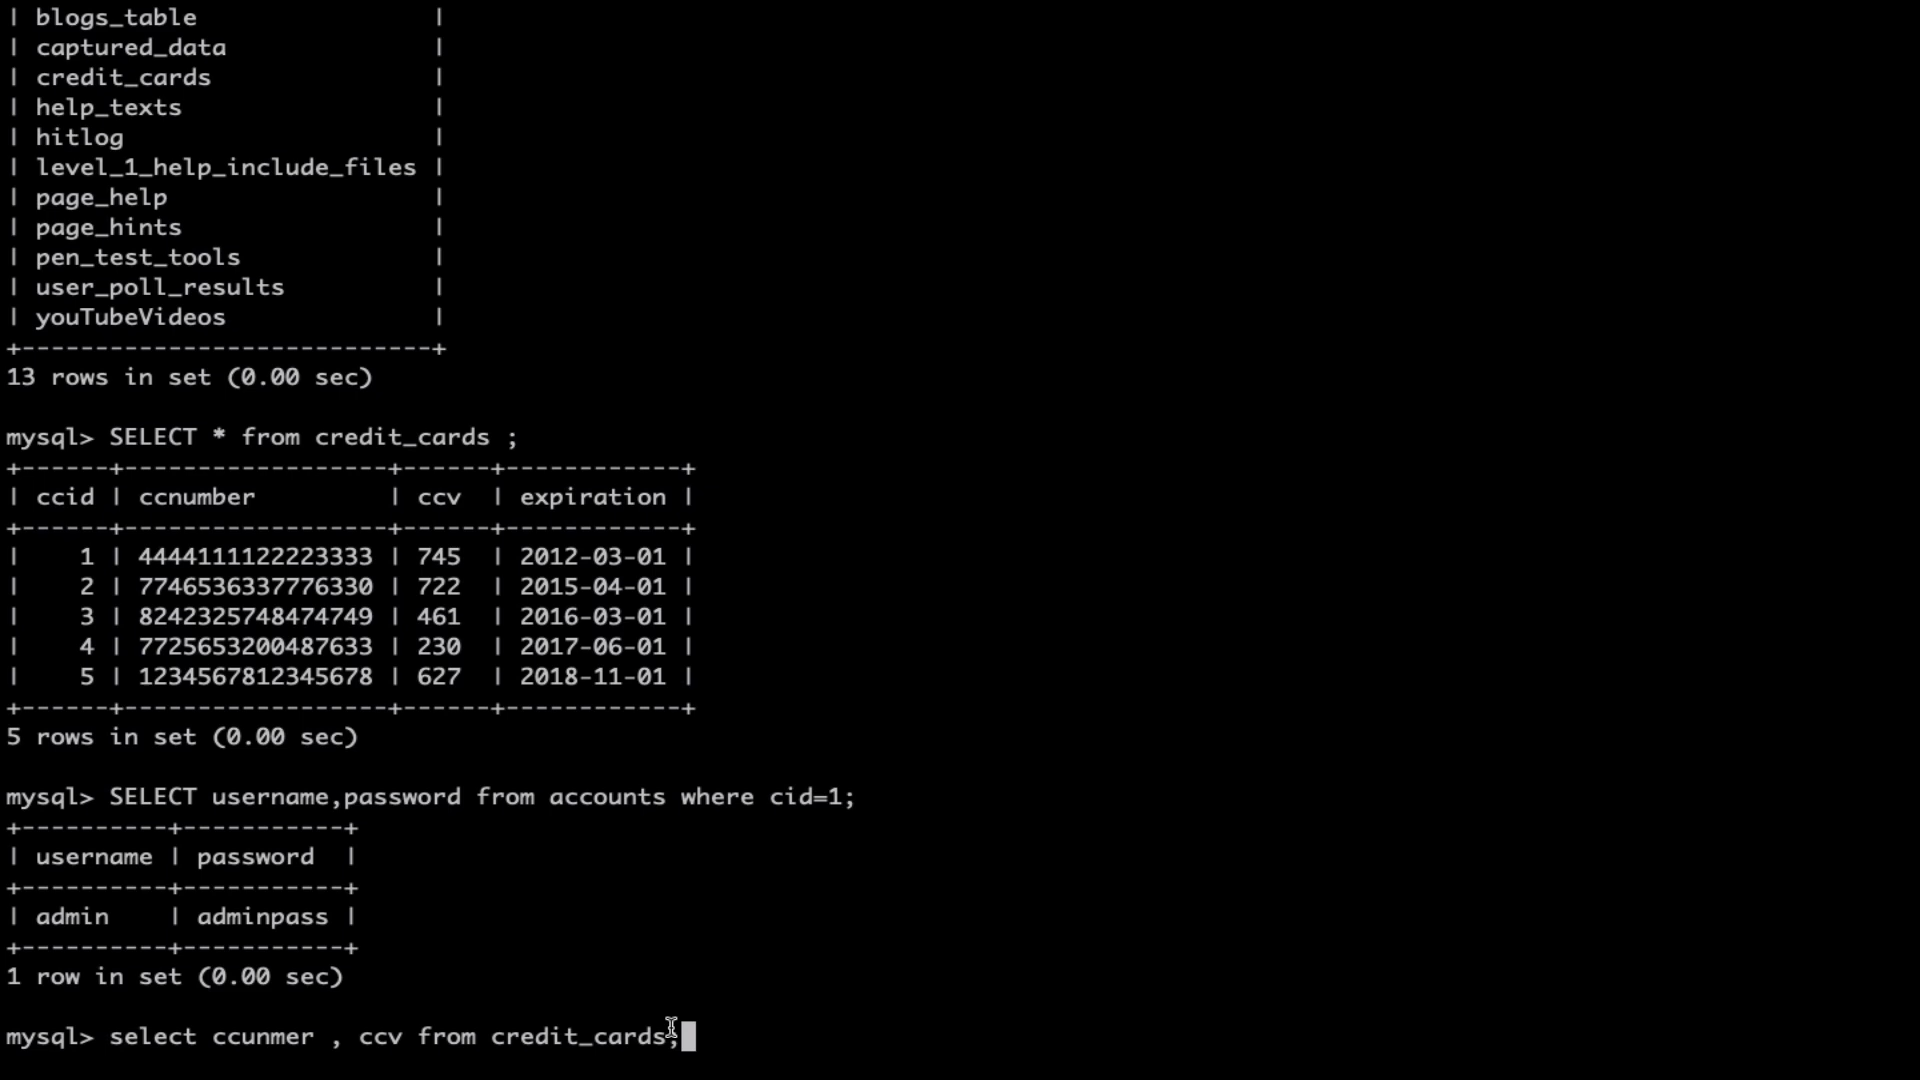 | blogs_table                |
| captured_data              |
| credit_cards               |
| help_texts                 |
| hitlog                     |
| level_1_help_include_files |
| page_help                  |
| page_hints                 |
| pen_test_tools             |
| user_poll_results          |
| youTubeVideos              |
+----------------------------+
13 rows in set (0.00 sec)
mysql> SELECT * from credit_cards ;
+------+------------------+------+------------+
| ccid | ccnumber         | ccv  | expiration |
+------+------------------+------+------------+
|    1 | 4444111122223333 | 745  | 2012-03-01 |
|    2 | 7746536337776330 | 722  | 2015-04-01 |
|    3 | 8242325748474749 | 461  | 2016-03-01 |
|    4 | 7725653200487633 | 230  | 2017-06-01 |
|    5 | 1234567812345678 | 627  | 2018-11-01 |
+------+------------------+------+------------+
5 rows in set (0.00 sec)
mysql> SELECT username,password from accounts where cid=1;
+----------+-----------+
| username | password  |
+----------+-----------+
| admin    | adminpass |
+----------+-----------+
1 row in set (0.00 sec)
mysql> select ccunmer , ccv from credit_cards;